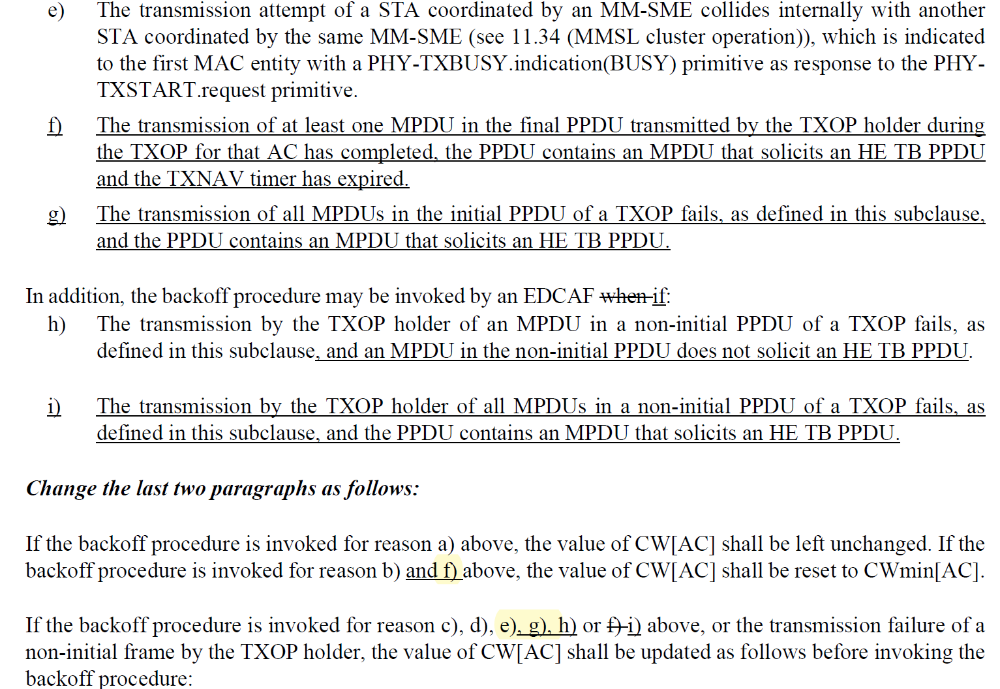 e) The transmission attempt of a STA coordinated by an MM-SME collides internally with another
STA coordinated by the same MM-SME (see 11.34 (MMSL cluster operation)), which is indicated
to the first MAC entity with a PHY-TXBUSY.indication(BUSY) primitive as response to the PHY-
TXSTART.request primitive.
f) The transmission of at least one MPDU in the final PPDU transmitted by the TXOP holder during
the TXOP for that AC has completed, the PPDU contains an MPDU that solicits an HE TB PPDU
and the TXNAV timer has expired.
g) The transmission of all MPDUs in the initial PPDU of a TXOP fails, as defined in this subclause,
and the PPDU contains an MPDU that solicits an HE TB PPDU.
In addition, the backoff procedure may be invoked by an EDCAF when if:
h) The transmission by the TXOP holder of an MPDU in a non-initial PPDU of a TXOP fails, as
defined in this subclause, and an MPDU in the non-initial PPDU does not solicit an HE TB PPDU.
i) The transmission by the TXOP holder of all MPDUs in a non-initial PPDU of a TXOP fails, as
defined in this subclause, and the PPDU contains an MPDU that solicits an HE TB PPDU.
Change the last two paragraphs as follows:
If the backoff procedure is invoked for reason a) above, the value of CW[AC] shall be left unchanged. If the
backoff procedure is invoked for reason b) and f) above, the value of CW[AC] shall be reset to CWmin[AC].
If the backoff procedure is invoked for reason c), d), e), g), h) or f) i) above, or the transmission failure of a
non-initial frame by the TXOP holder, the value of CW[AC] shall be updated as follows before invoking the
backoff procedure: